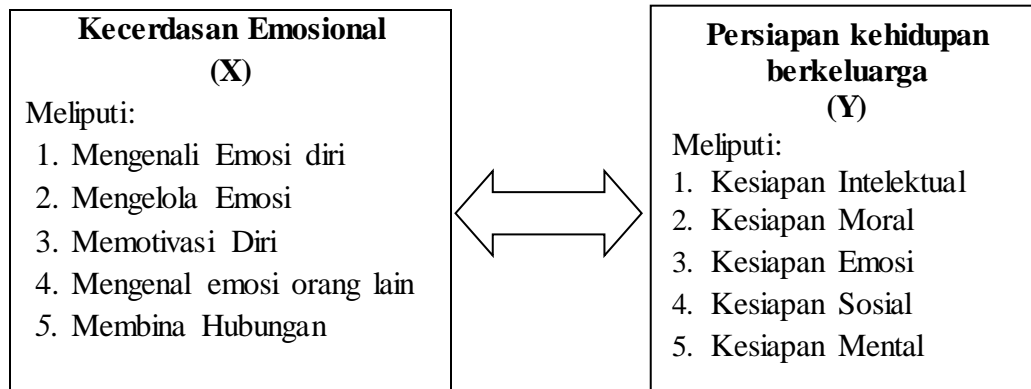 Kecerdasan Emosional
(X)
Meliputi:
1. Mengenali Emosi diri
2. Mengelola Emosi
3. Memotivasi Diri
4. Mengenal emosi orang lain
5. Membina Hubungan
Persiapan kehidupan
berkeluarga
(Y)
Meliputi:
1. Kesiapan Intelektual
2. Kesiapan Moral
3. Kesiapan Emosi
4. Kesiapan Sosial
5. Kesiapan Mental